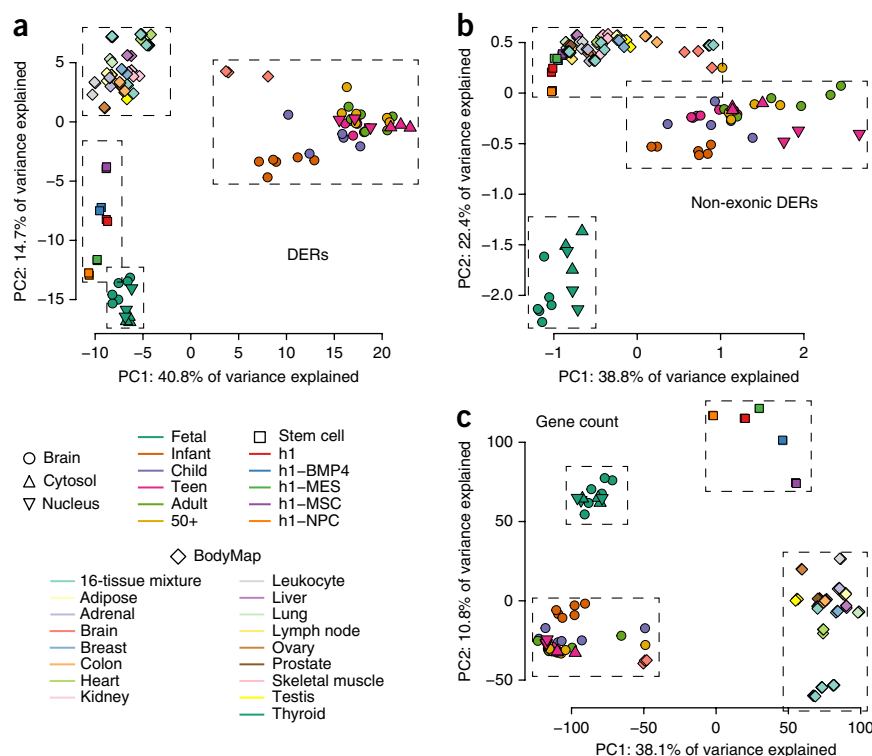 a
5
0
−5
−10
−15
PC2: 14.7% of variance explained
DERs
−10
−5
0
5
10
15
20
PC1: 40.8% of variance explained
b
0.5
0
−0.5
−1.0
−1.5
−2.0
PC2: 22.4% of variance explained
Non-exonic DERs
−1
0
1
2
PC1: 38.8% of variance explained
Brain
Cytosol
Nucleus
Fetal
Infant
Child
Teen
Adult
50+
Stem cell
h1
h1-BMP4
h1-MES
h1-MSC
h1-NPC
BodyMap
16-tissue mixture
Adipose
Adrenal
Brain
Breast
Colon
Heart
Kidney
Leukocyte
Liver
Lung
Lymph node
Ovary
Prostate
Skeletal muscle
Testis
Thyroid
c
Gene count
100
50
0
−50
PC2: 10.8% of variance explained
−100
−50
0
50
100
PC1: 38.1% of variance explained